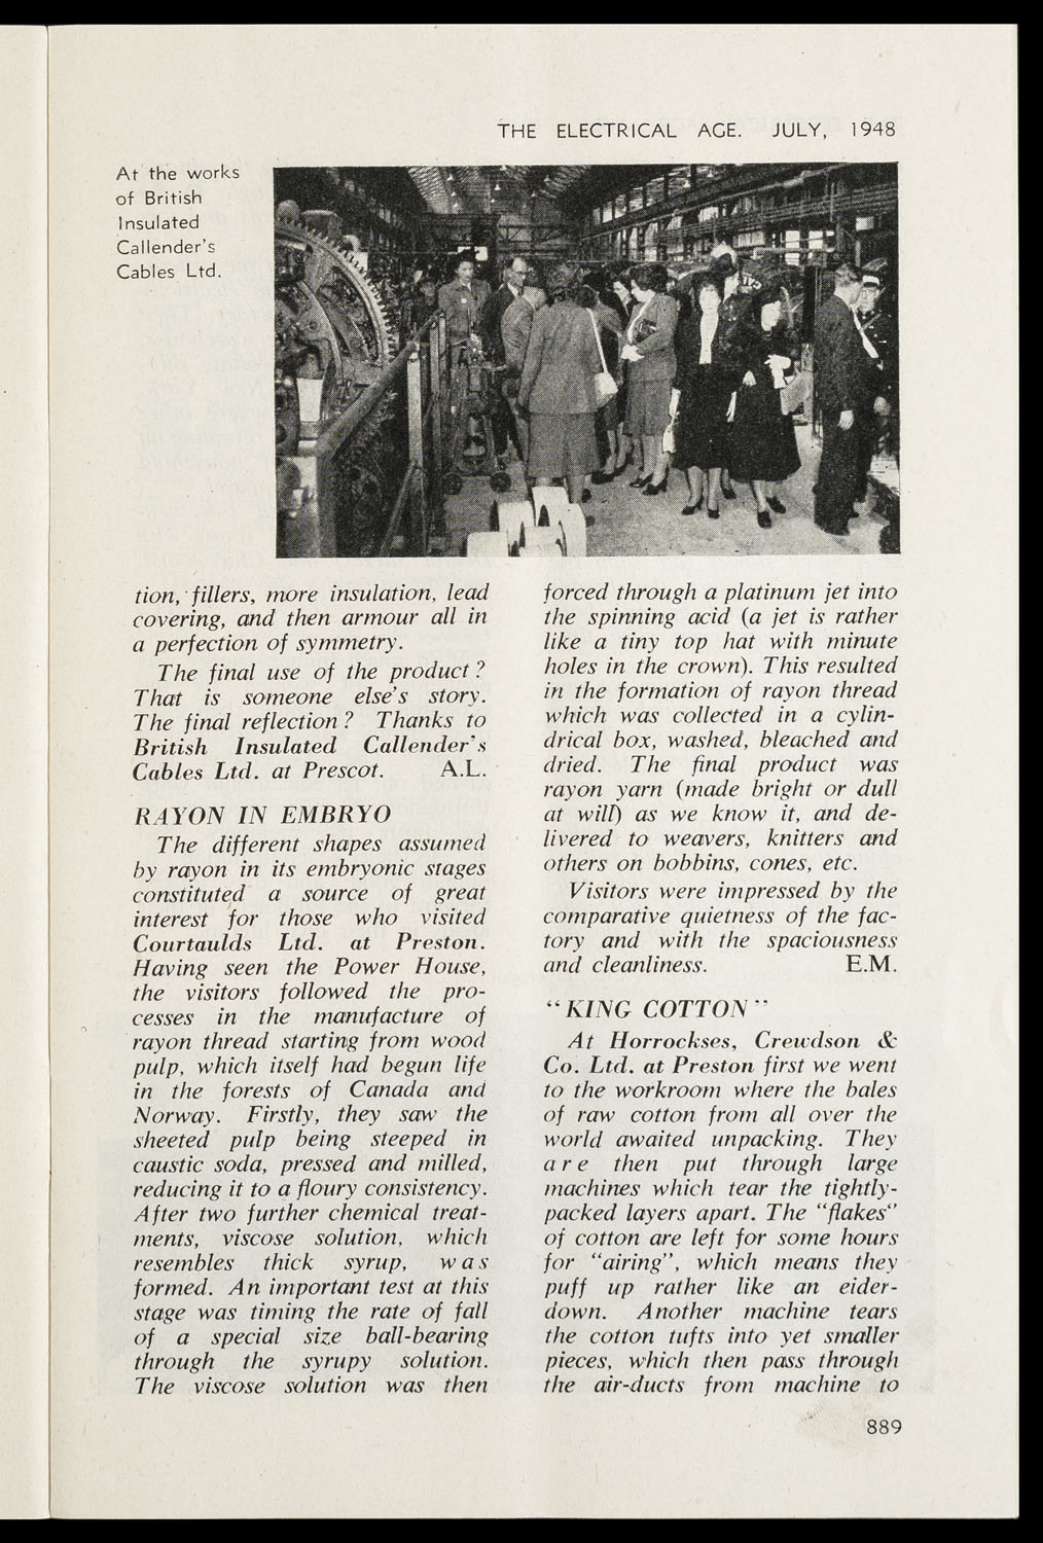 THE ELECTRICAL AGE. JULY, 1948
At the works
of British
Insulated
Callender's
Cables Ltd.
tion, fillers, more insulation, lead
covering, and then armour all in
a perfection of symmetry.
The final use of the product?
That is someone else's story.
The final reflection? Thanks to
British Insulated Callender's
Cables Ltd. at Prescot. A.L.
RAYON IN EMBRYO
The different shapes assumed
by rayon in its embryonic stages
constituted a source of great
interest for those who visited
Courtaulds Ltd. at Preston.
Having seen the Power House,
the visitors followed the pro-
cesses in the manufacture of
rayon thread starting from wood
pulp, which itself had begun life
in the forests of Canada and
Norway. Firstly, they saw the
sheeted pulp being steeped in
caustic soda, pressed and milled,
reducing it to a floury consistency.
After two further chemical treat-
ments, viscose solution, which
resembles thick syrup, was
formed. An important test at this
stage was timing the rate of fall
of a special size ball-bearing
through the syrupy solution.
The viscose solution was then
forced through a platinum jet into
the spinning acid (a jet is rather
like a tiny top hat with minute
holes in the crown). This resulted
in the formation of rayon thread
which was collected in a cylin-
drical box, washed, bleached and
dried. The final product was
rayon yarn (made bright or dull
at will) as we know it, and de-
livered to weavers, knitters and
others on bobbins, cones, etc.
Visitors were impressed by the
comparative quietness of the fac-
tory and with the spaciousness
and cleanliness. E.M.
"KING COTTON"
At Horrockses, Crewdson &
Co. Ltd. at Preston first we went
to the workroom where the bales
of raw cotton from all over the
world awaited unpacking. They
are then put through large
machines which tear the tightly-
packed layers apart. The "flakes"
of cotton are left for some hours
for "airing", which means they
puff up rather like an eider-
down. Another machine tears
the cotton tufts into yet smaller
pieces, which then pass through
the air-ducts from machine to
889